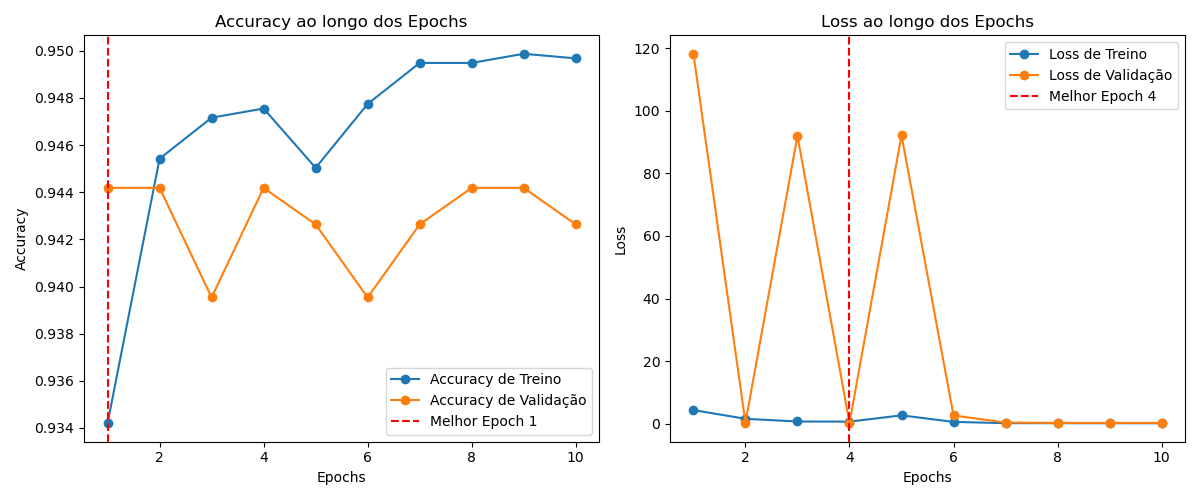 Accuracy ao longo dos Epochs
0.950
0.948
0.946
0.944
0.942
0.940
0.938
0.936
0.934
Accuracy
2
4
6
8
10
Epochs
Accuracy de Treino
Accuracy de Validação
Melhor Epoch 1
Loss ao longo dos Epochs
120
100
80
60
40
20
0
Loss
2
4
6
8
10
Epochs
Loss de Treino
Loss de Validação
Melhor Epoch 4